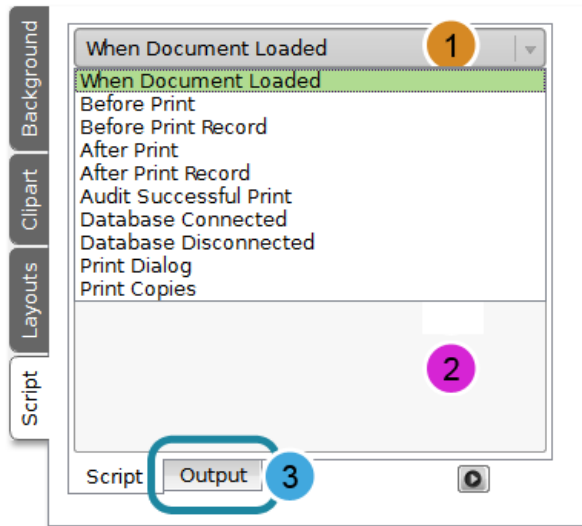 Background
Clipart
Layouts
Script
When Document Loaded
1
When Document Loaded
Before Print
Before Print Record
After Print
After Print Record
Audit Successful Print
Database Connected
Database Disconnected
Print Dialog
Print Copies
2
Script Output 3